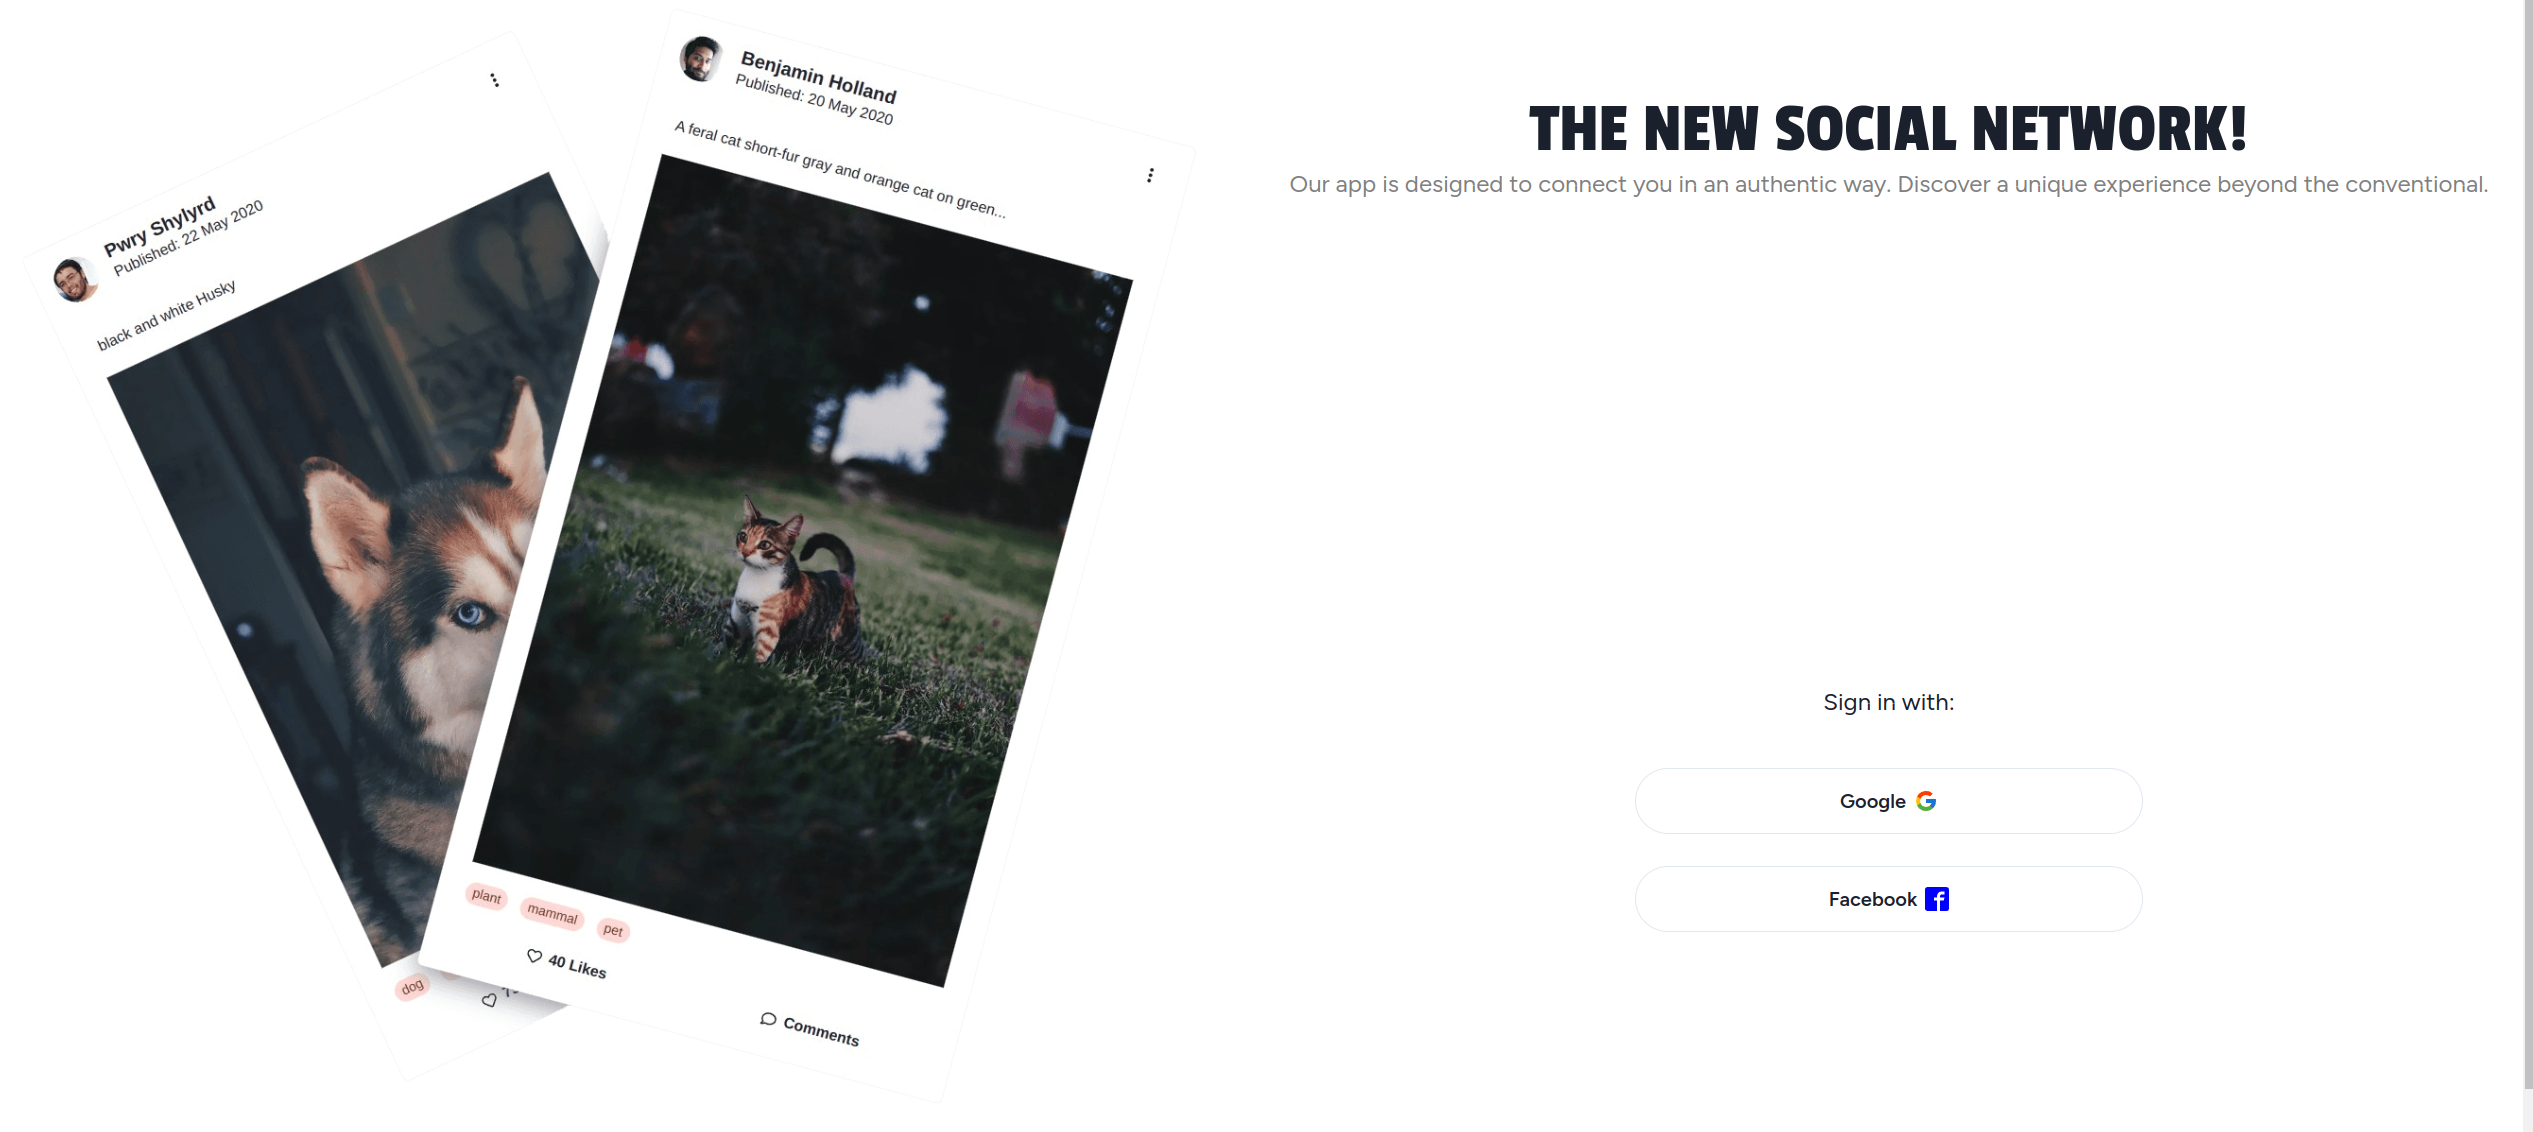 Pwry Shylyrd
Published: 22 May 2020
black and white Husky
dog
Benjamin Holland
Published: 20 May 2020
A feral cat short-fur gray and orange cat on green...
plant mammal pet
40 Likes
Comments
THE NEW SOCIAL NETWORK!
Our app is designed to connect you in an authentic way. Discover a unique experience beyond the conventional.
Sign in with:
Google
Facebook